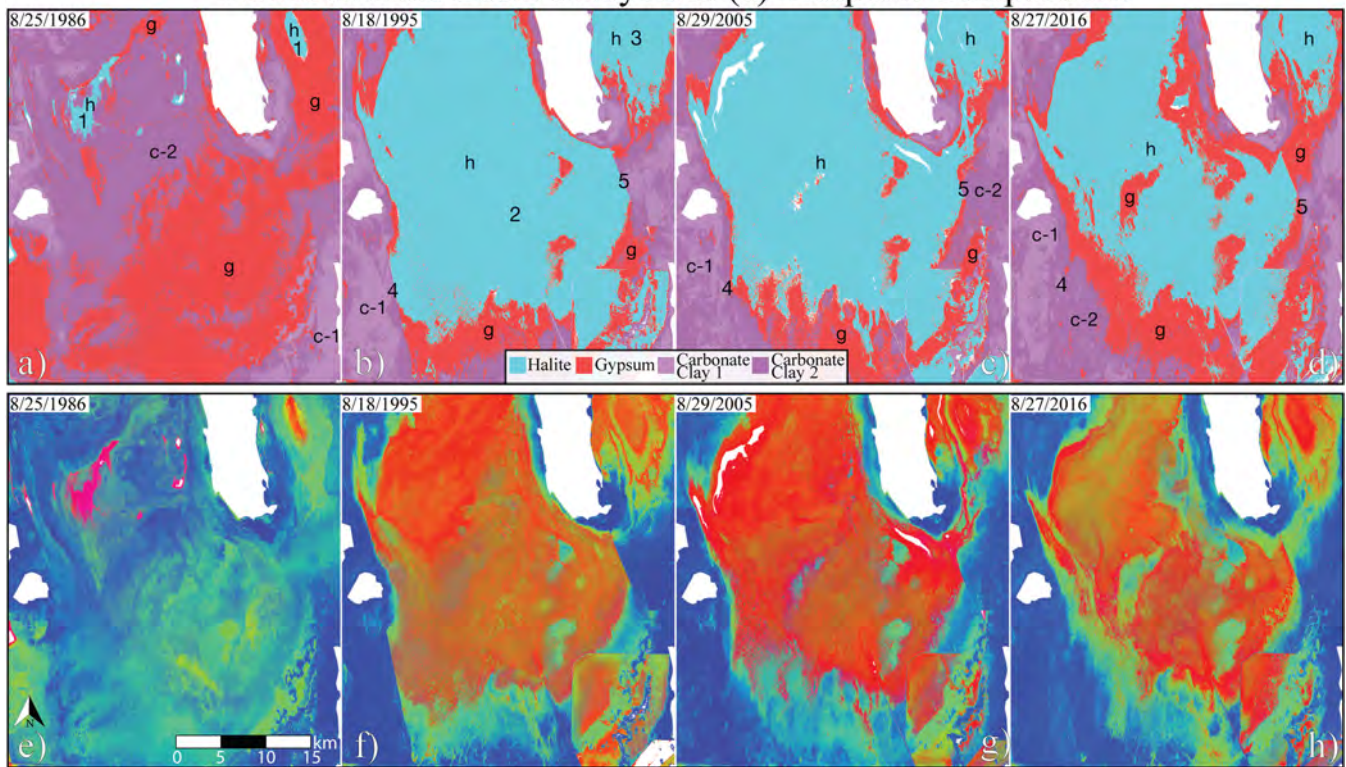 8/25/1986
8/18/1995
8/29/2005
8/27/2016
g
h
1
h
1
g
c-2
g
c-1
a)
h 3
h
5
2
g
4
c-1
g
b)
h
h
5 c-2
c-1
g
4
g
c)
h
h
g
g
5
c-1
4
c-2
g
d)
Halite
Gypsum
Carbonate
Clay 1
Carbonate
Clay 2
8/25/1986
8/18/1995
8/29/2005
8/27/2016
N
e)
km
0 5 10 15
f)
g)
h)